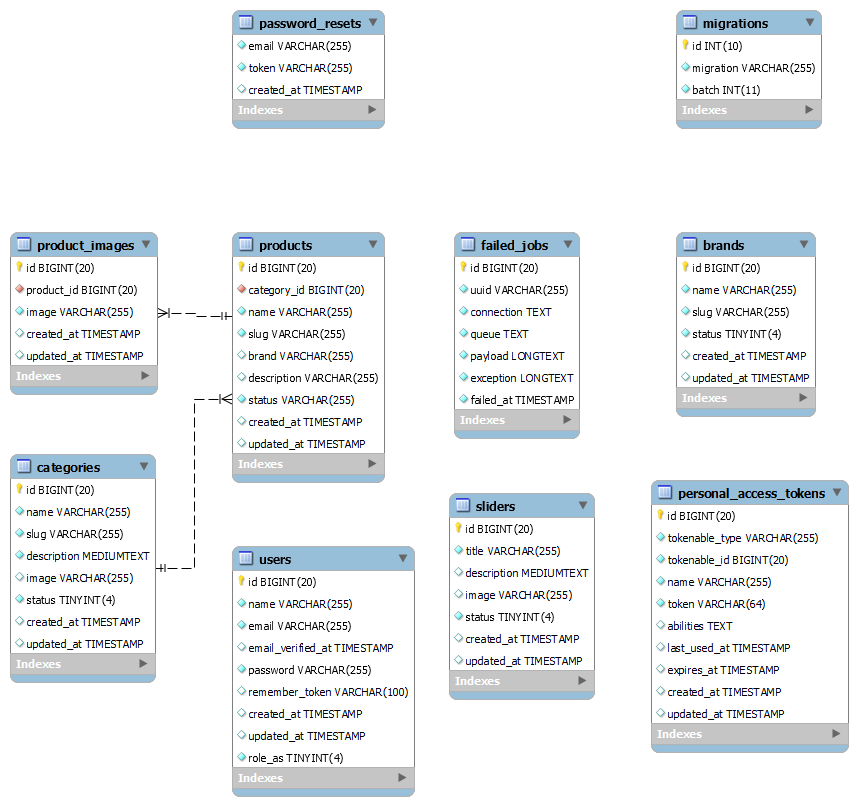 password_resets
email VARCHAR(255)
token VARCHAR(255)
created_at TIMESTAMP
Indexes
migrations
id INT(10)
migration VARCHAR(255)
batch INT(11)
Indexes
product_images
id BIGINT(20)
product_id BIGINT(20)
image VARCHAR(255)
created_at TIMESTAMP
updated_at TIMESTAMP
Indexes
products
id BIGINT(20)
category_id BIGINT(20)
name VARCHAR(255)
slug VARCHAR(255)
brand VARCHAR(255)
description VARCHAR(255)
status VARCHAR(255)
created_at TIMESTAMP
updated_at TIMESTAMP
Indexes
failed_jobs
id BIGINT(20)
uuid VARCHAR(255)
connection TEXT
queue TEXT
payload LONGTEXT
exception LONGTEXT
failed_at TIMESTAMP
Indexes
brands
id BIGINT(20)
name VARCHAR(255)
slug VARCHAR(255)
status TINYINT(4)
created_at TIMESTAMP
updated_at TIMESTAMP
Indexes
categories
id BIGINT(20)
name VARCHAR(255)
slug VARCHAR(255)
description MEDIUMTEXT
image VARCHAR(255)
status TINYINT(4)
created_at TIMESTAMP
updated_at TIMESTAMP
Indexes
users
id BIGINT(20)
name VARCHAR(255)
email VARCHAR(255)
email_verified_at TIMESTAMP
password VARCHAR(255)
remember_token VARCHAR(100)
created_at TIMESTAMP
updated_at TIMESTAMP
role_as TINYINT(4)
Indexes
sliders
id BIGINT(20)
title VARCHAR(255)
description MEDIUMTEXT
image VARCHAR(255)
status TINYINT(4)
created_at TIMESTAMP
updated_at TIMESTAMP
Indexes
personal_access_tokens
id BIGINT(20)
tokenable_type VARCHAR(255)
tokenable_id BIGINT(20)
name VARCHAR(255)
token VARCHAR(64)
abilities TEXT
last_used_at TIMESTAMP
expires_at TIMESTAMP
created_at TIMESTAMP
updated_at TIMESTAMP
Indexes